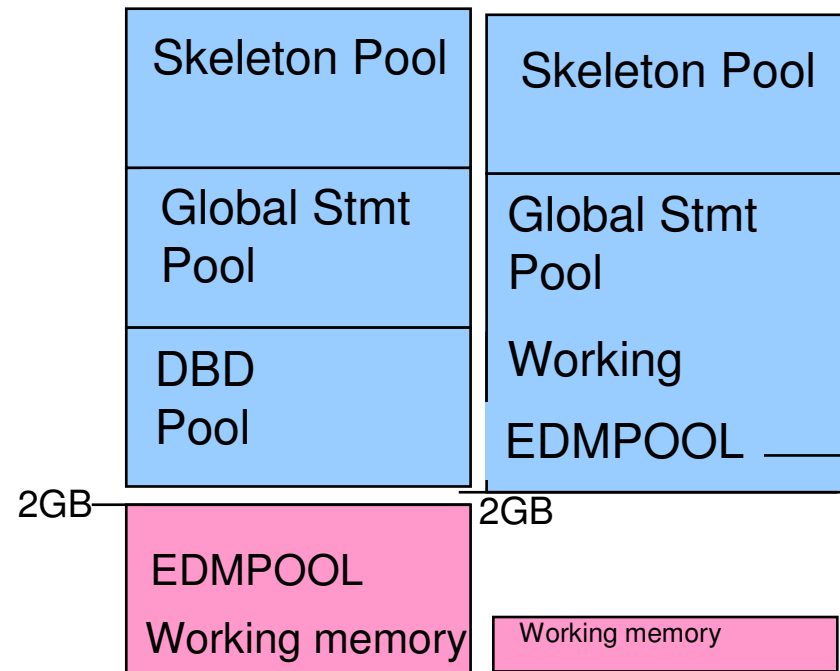 Skeleton Pool
Global Stmt
Pool
DBD
Pool
2GB
EDMPOOL
Working memory
Skeleton Pool
Global Stmt
Pool
Working
EDMPOOL
2GB
Working memory